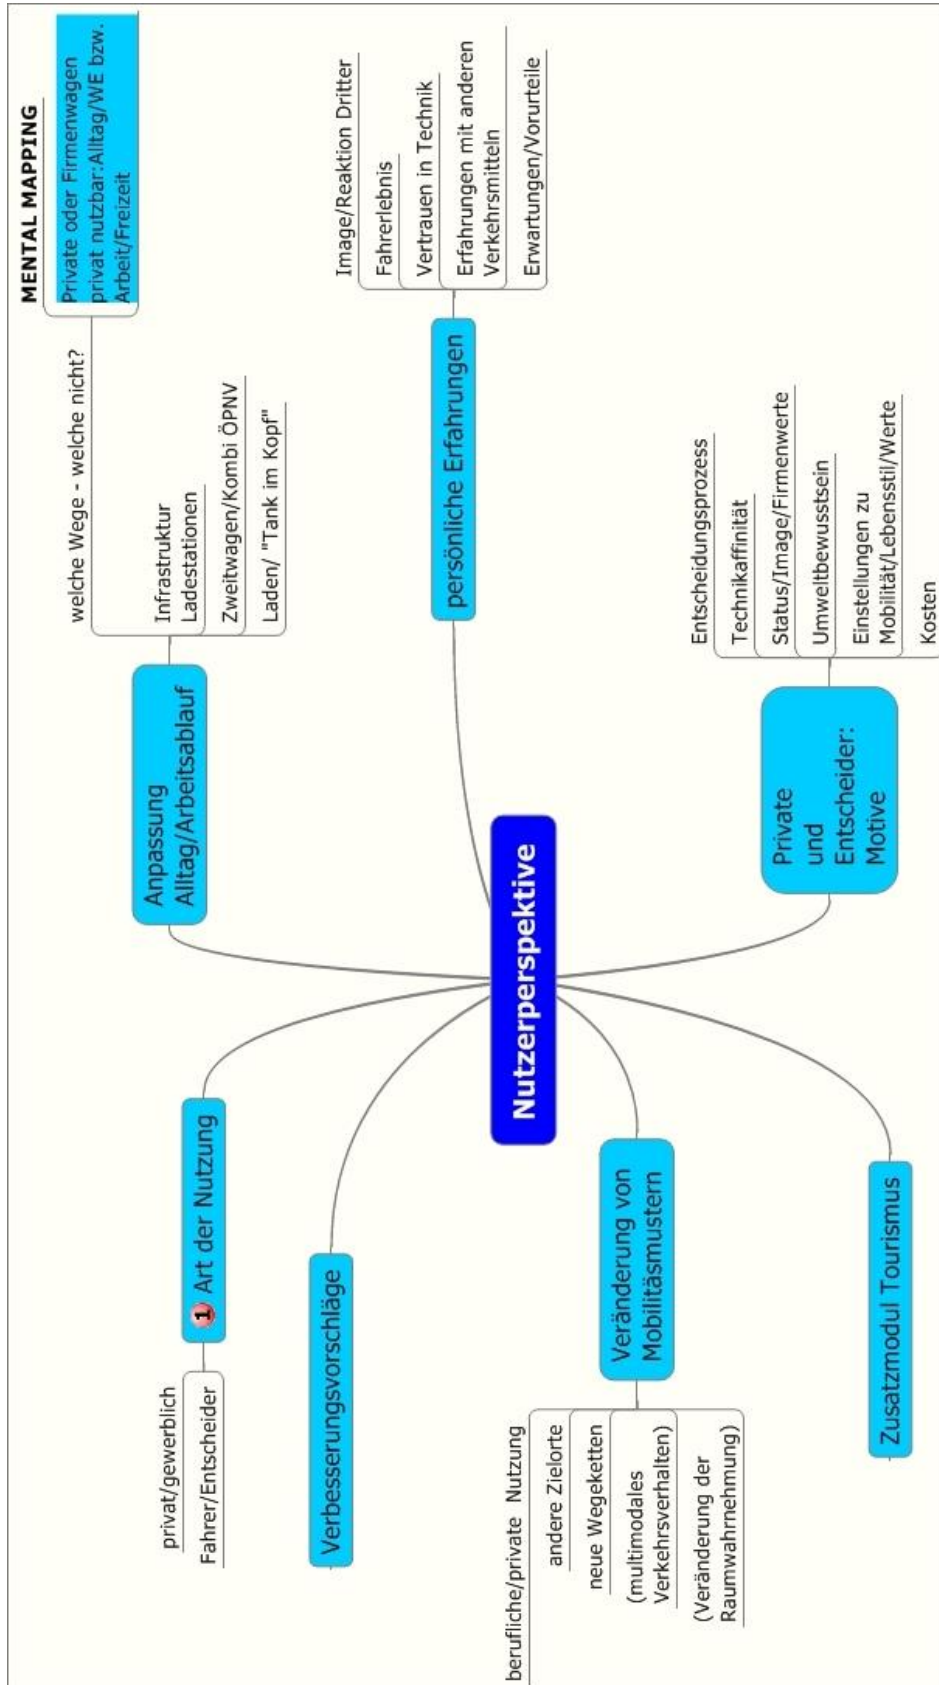 Nutzerperspektive
1 Art der Nutzung
privat/gewerblich
Fahrer/Entscheider
Verbesserungsvorschläge
Veränderung von
Mobilitäsmustern
berufliche/private Nutzung
andere Zielorte
neue Wegeketten
(multimodales
Verkehrsverhalten)
(Veränderung der
Raumwahrnehmung)
Zusatzmodul Tourismus
Anpassung
Alltag/Arbeitsablauf
welche Wege - welche nicht?
MENTAL MAPPING
Private oder Firmenwagen
privat nutzbar:Alltag/WE bzw.
Arbeit/Freizeit
Infrastruktur
Ladestationen
Zweitwagen/Kombi ÖPNV
Laden/ "Tank im Kopf"
persönliche Erfahrungen
Image/Reaktion Dritter
Fahrerlebnis
Vertrauen in Technik
Erfahrungen mit anderen
Verkehrsmitteln
Erwartungen/Vorurteile
Private
und
Entscheider:
Motive
Entscheidungsprozess
Technikaffinität
Status/Image/Firmenwerte
Umweltbewusstsein
Einstellungen zu
Mobilität/Lebensstil/Werte
Kosten